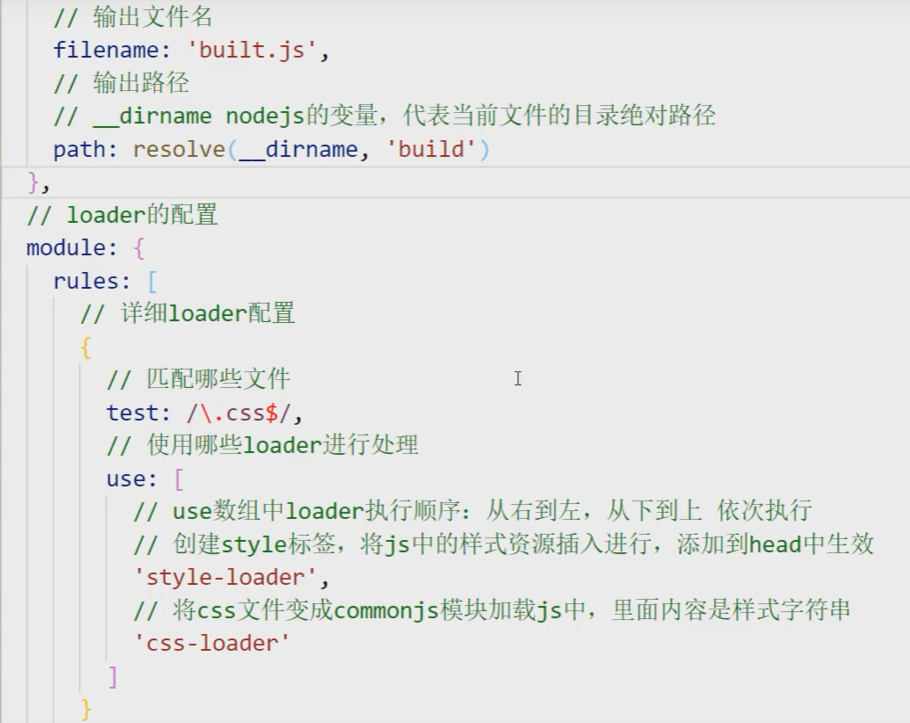 // 输出文件名
filename: 'built.js',
// 输出路径
// __dirname nodejs的变量，代表当前文件的目录绝对路径
path: resolve(__dirname, 'build')
},
// loader的配置
module: {
rules: [
// 详细loader配置
{
// 匹配哪些文件
test: /\.css$/,
// 使用哪些loader进行处理
use: [
// use数组中loader执行顺序：从右到左，从下到上 依次执行
// 创建style标签，将js中的样式资源插入进行，添加到head中生效
'style-loader',
// 将css文件变成commonjs模块加载js中，里面内容是样式字符串
'css-loader'
]
}